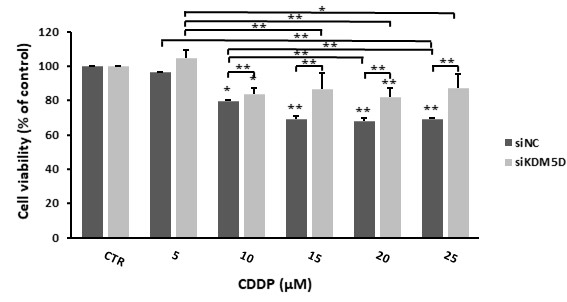 *
**
**
**
**
**
120
100
80
60
40
20
0
Cell viability (% of control)
** ** ** **
* * ** ** ** **
CTR 5 10 15 20 25
CDDP (μM)
siNC
siKDM5D